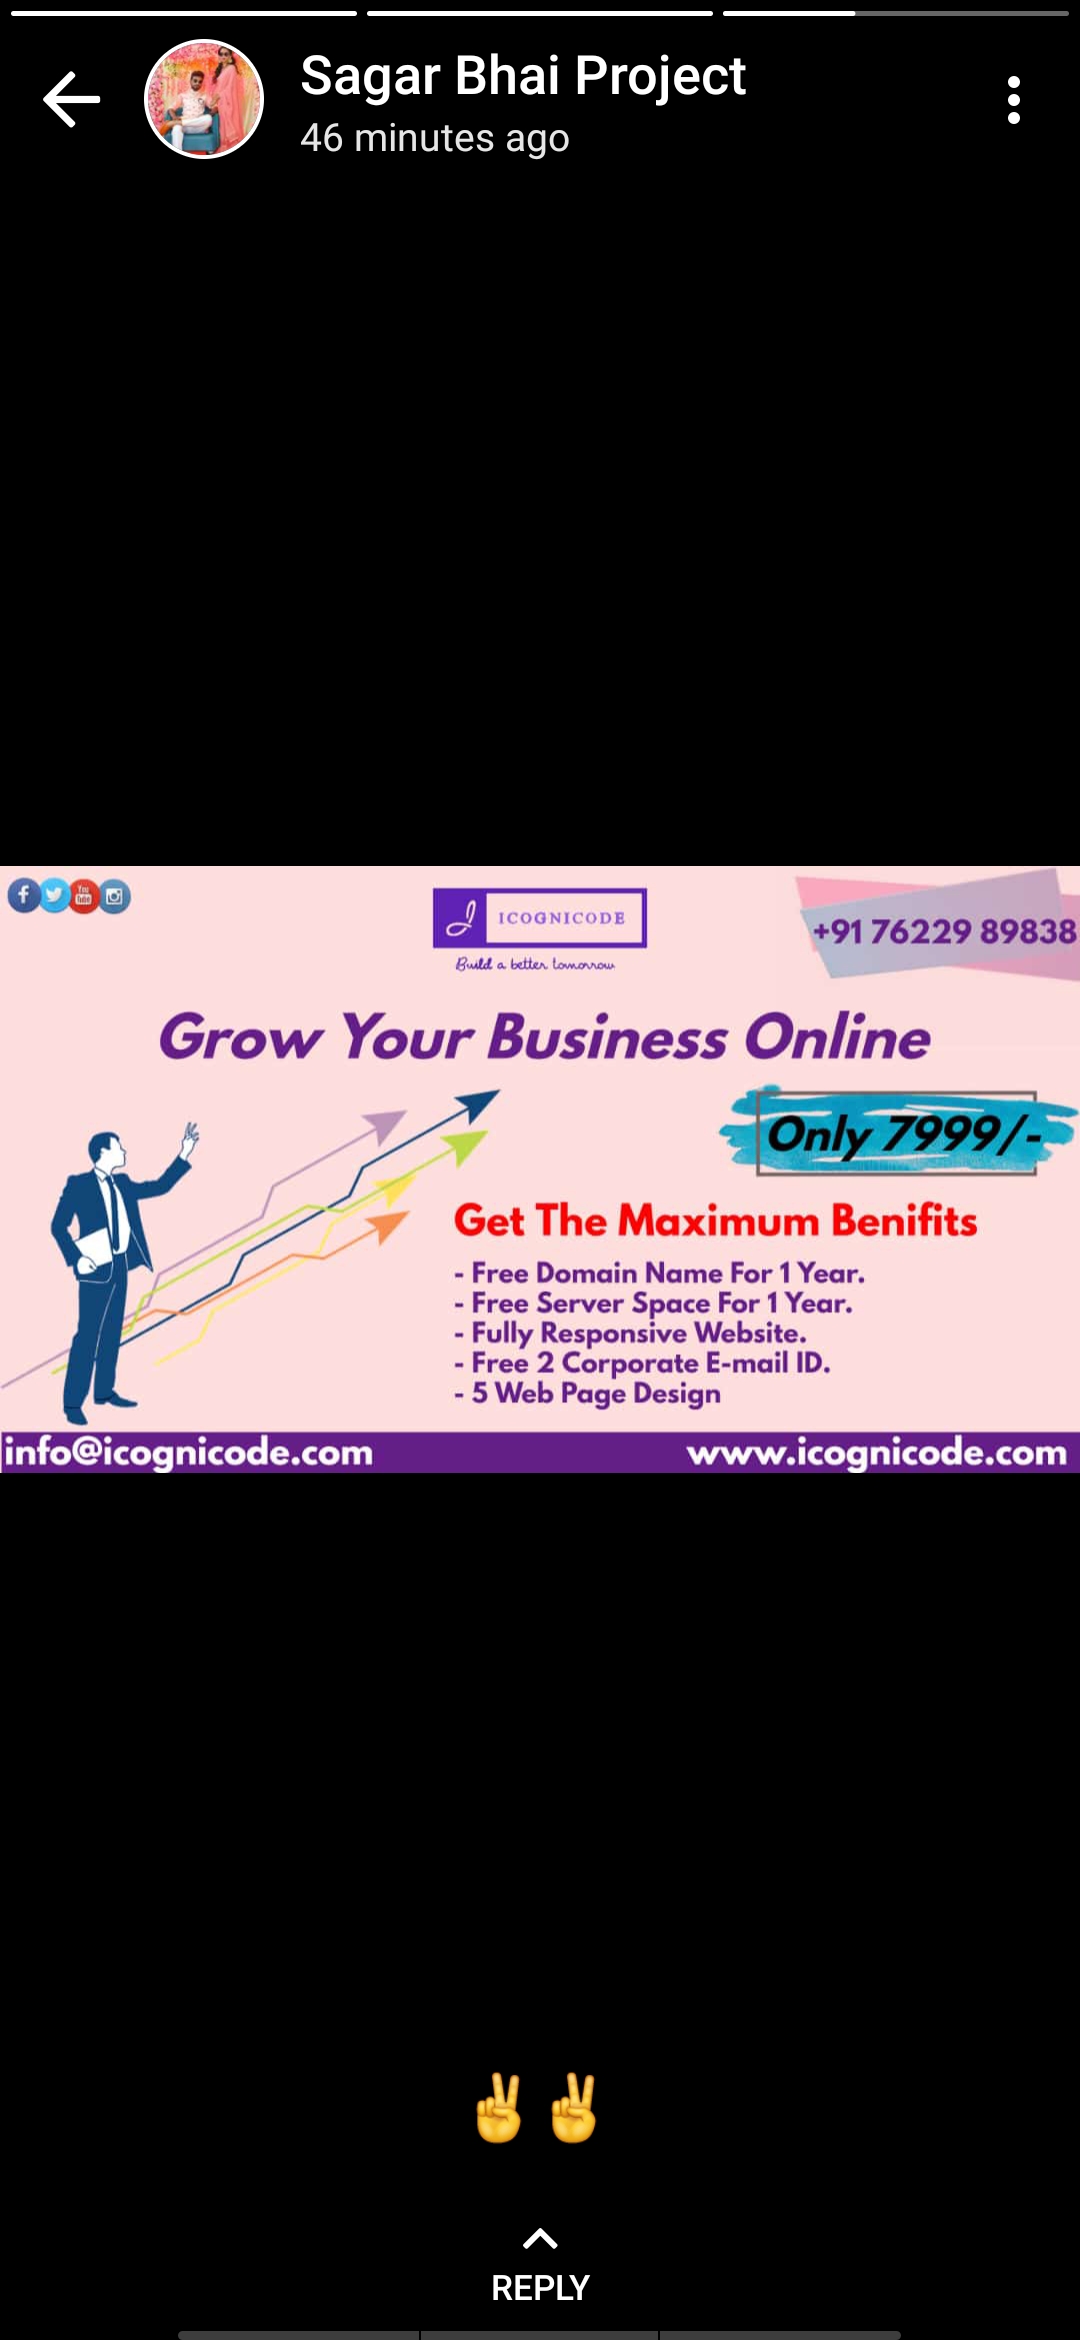 Sagar Bhai Project
46 minutes ago
f
You
Tube
ICOGNICODE
Build a better tomorrow
+91 76229 89838
Grow Your Business Online
Only 7999/-
Get The Maximum Benifits
- Free Domain Name For 1 Year.
- Free Server Space For 1 Year.
- Fully Responsive Website.
- Free 2 Corporate E-mail ID.
- 5 Web Page Design
info@icognicode.com
www.icognicode.com
✌✌
REPLY